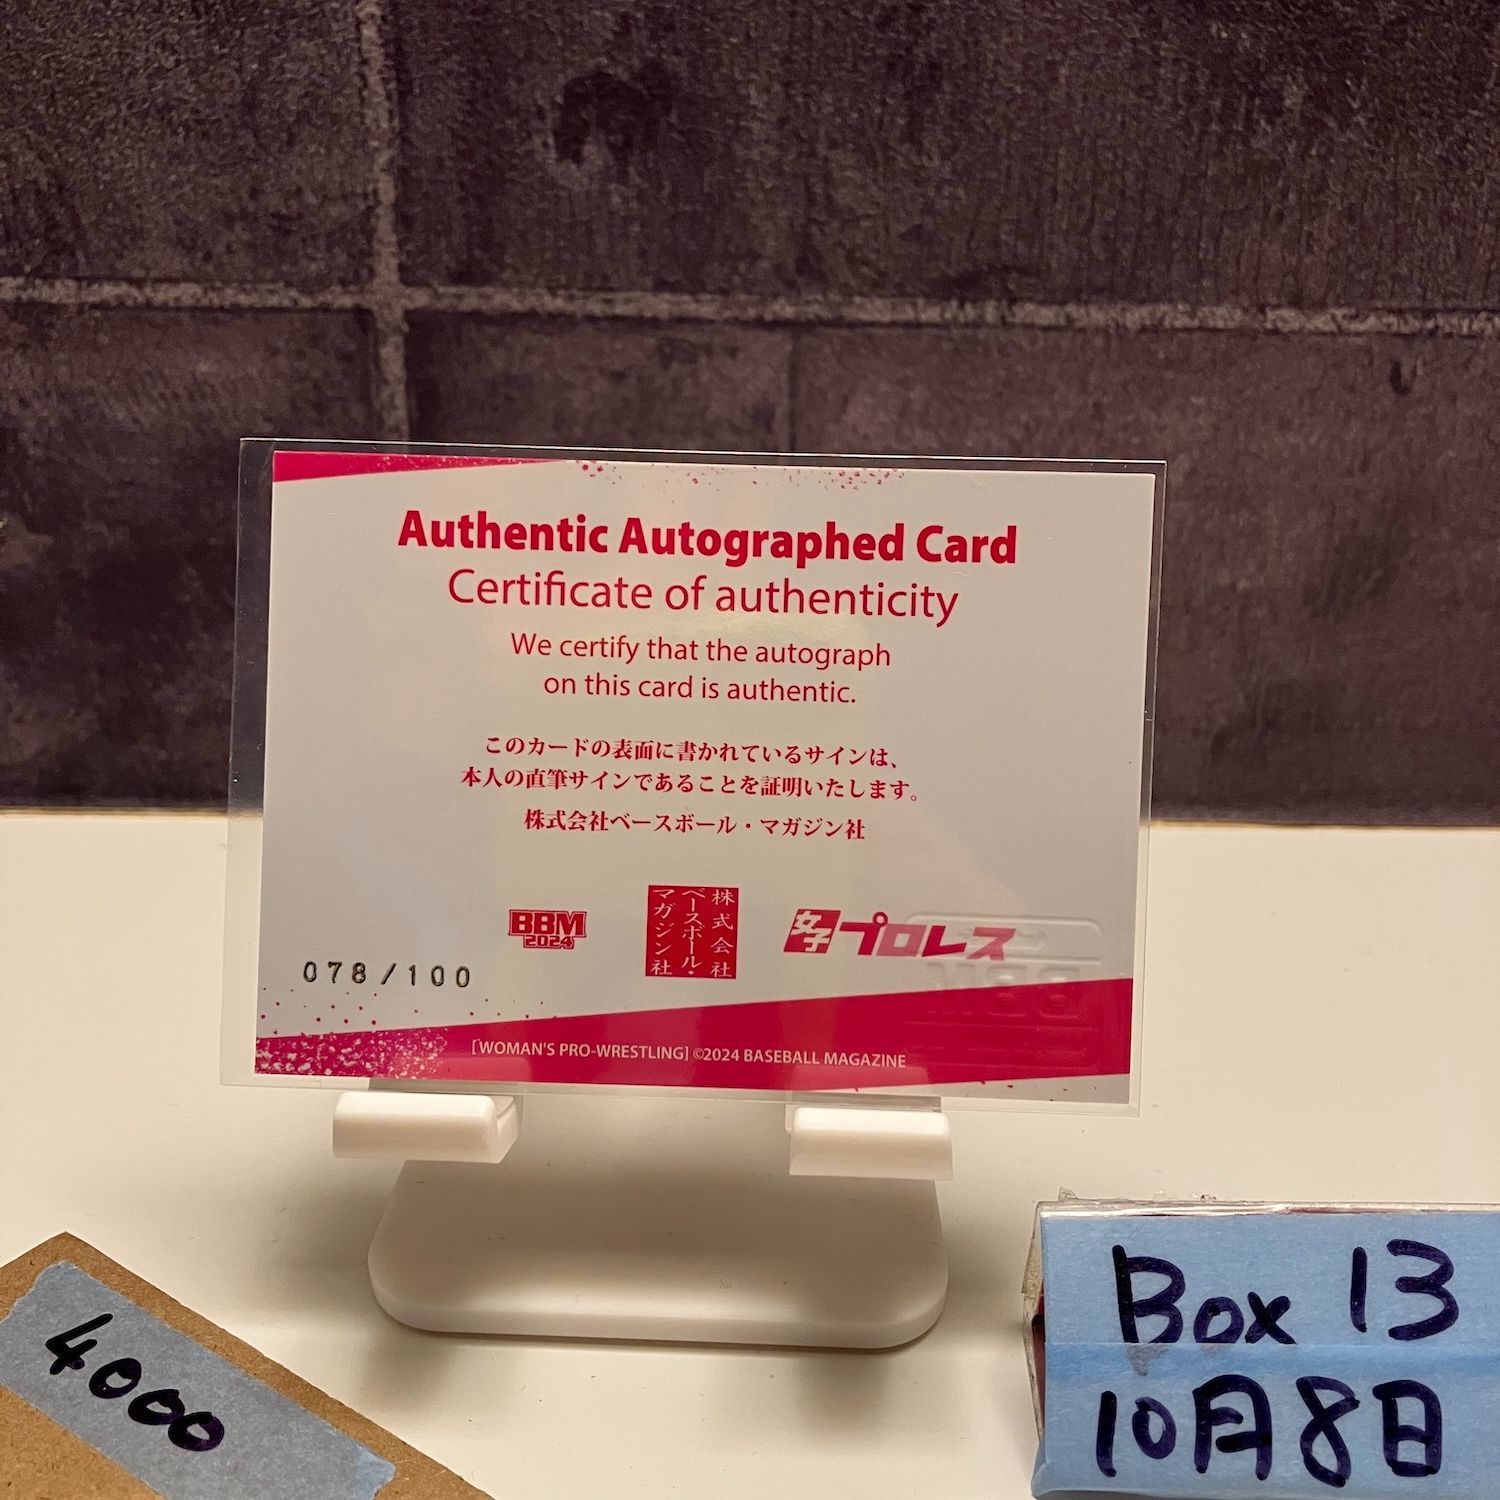 Authentic Autographed Card
Certificate of authenticity
We certify that the autograph
on this card is authentic.
このカードの表面に書かれているサインは、
本人の直筆サインであることを証明いたします。
株式会社ベースボール・マガジン社
BBM
2024
株式会社
ベースボール・
マガジン社
女子プロレス
BBM
078/100
[WOMAN'S PRO-WRESTLING] ©2024 BASEBALL MAGAZINE
4000
Box 13
10月8日